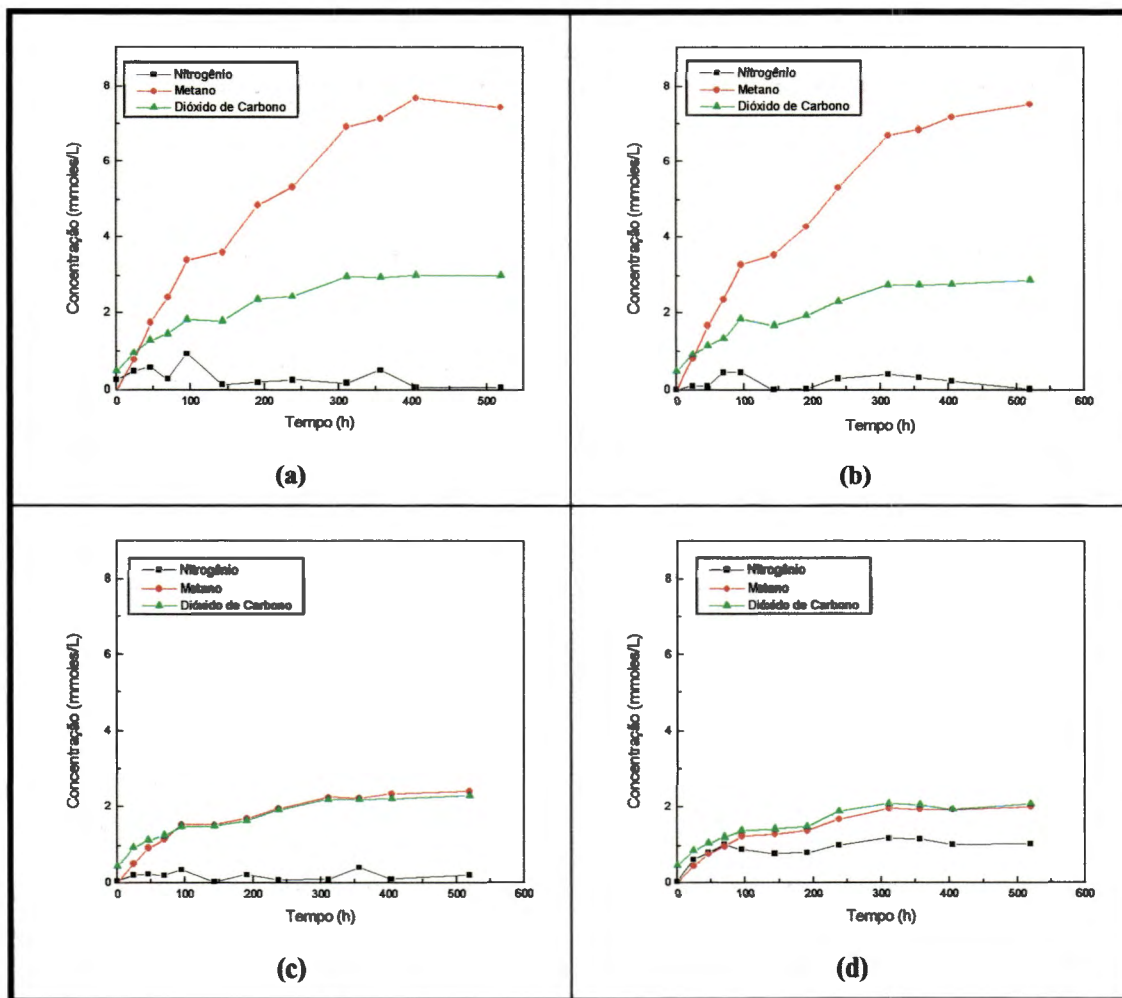 Nitrogênio
Metano
Dióxido de Carbono
Concentração (mmoles/L)
8
6
4
2
0
0 100 200 300 400 500
Tempo (h)
(a)
Nitrogênio
Metano
Dióxido de Carbono
Concentração (mmoles/L)
8
6
4
2
0
0 100 200 300 400 500 600
Tempo (h)
(b)
Nitrogênio
Metano
Dióxido de Carbono
Concentração (mmoles/L)
8
6
4
2
0
0 100 200 300 400 500 600
Tempo (h)
(c)
Nitrogênio
Metano
Dióxido de Carbono
Concentração (mmoles/L)
8
6
4
2
0
0 100 200 300 400 500 600
Tempo (h)
(d)